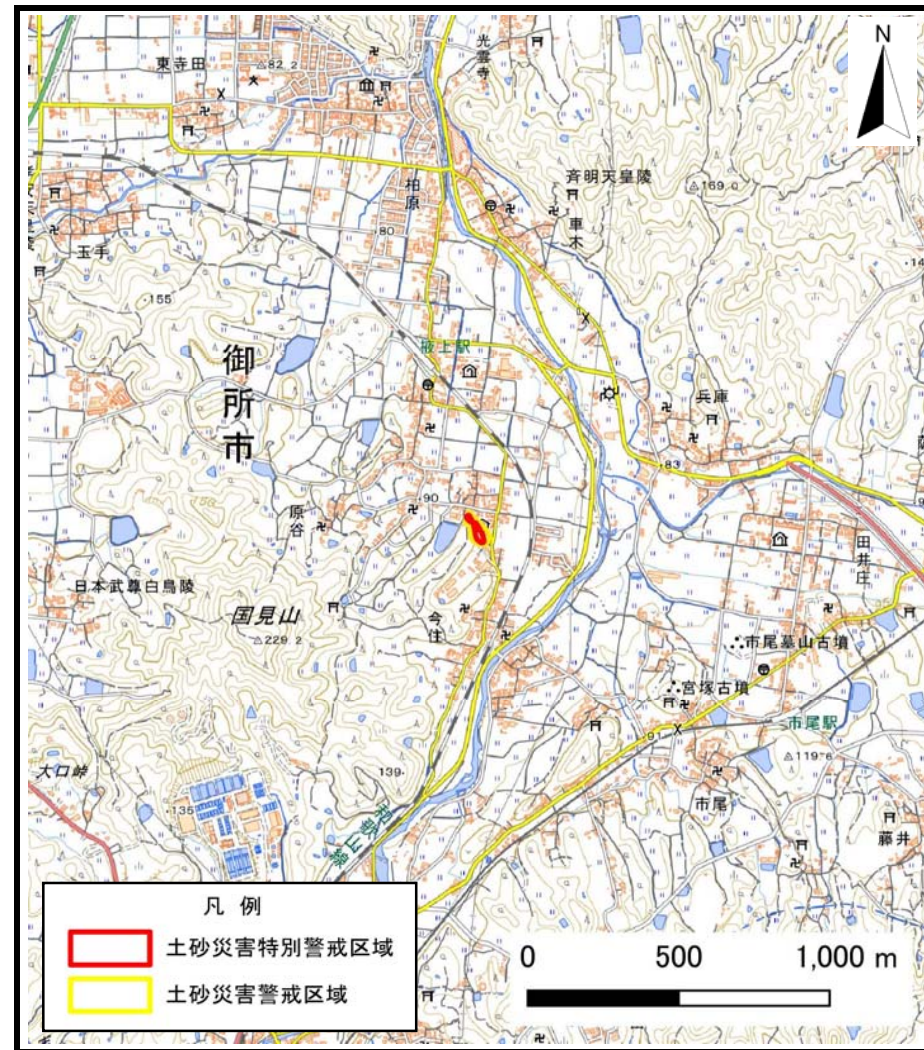 光雲寺
N
東寺田
82.2
斉明天皇陵
柏原
169.0
車木
80
玉手
155
掖上駅
御所市
兵庫
83
90
原谷
田井庄
日本武尊白鳥陵
国見山
229.2
今住
市尾墓山古墳
宮塚古墳
市尾駅
91
119.6
大口峠
139
135
和歌山線
市尾
藤井
凡 例
土砂災害特別警戒区域
土砂災害警戒区域
0 500 1,000 m